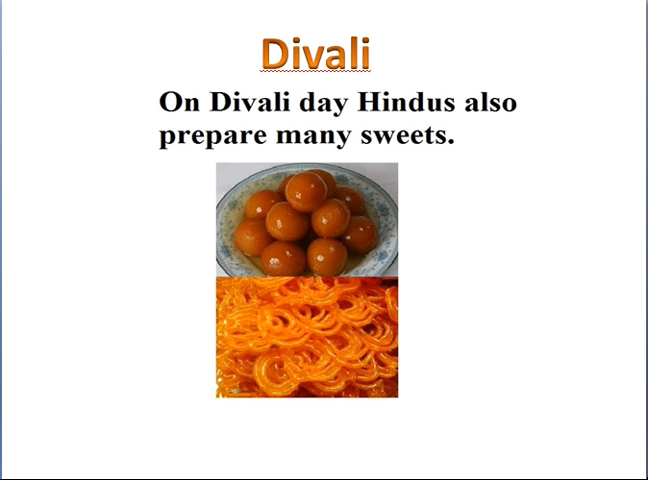 Divali
On Divali day Hindus also
prepare many sweets.